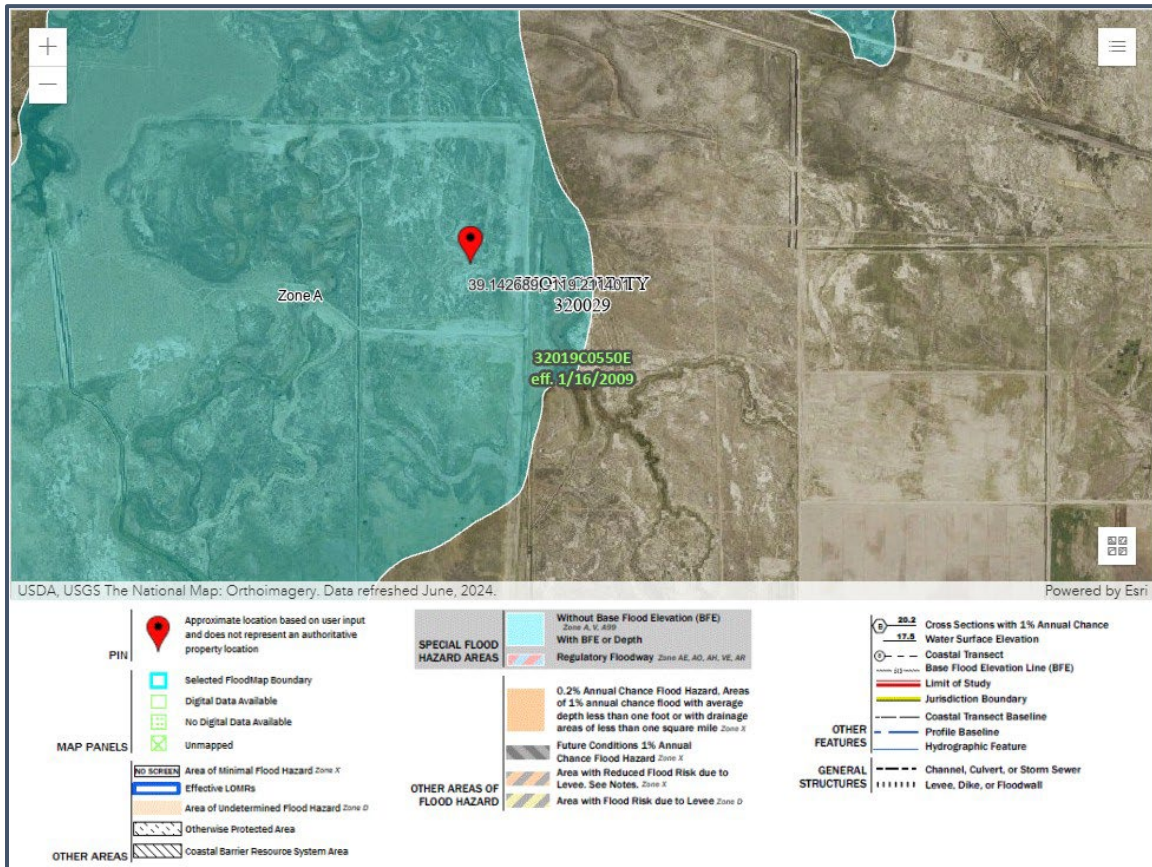 +
−
Zone A
39.142689, -119.211401
320029
32019C0550E
eff. 1/16/2009
USDA, USGS The National Map: Orthoimagery. Data refreshed June, 2024.
Powered by Esri
PIN
Approximate location based on user input
and does not represent an authoritative
property location
MAP PANELS
Selected FloodMap Boundary
Digital Data Available
No Digital Data Available
Unmapped
OTHER AREAS
NO SCREEN Area of Minimal Flood Hazard Zone X
Effective LOMRs
Area of Undetermined Flood Hazard Zone D
Otherwise Protected Area
Coastal Barrier Resource System Area
SPECIAL FLOOD
HAZARD AREAS
Without Base Flood Elevation (BFE)
Zone A, V, A99
With BFE or Depth
Regulatory Floodway Zone AE, AO, AH, VE, AR
OTHER AREAS OF
FLOOD HAZARD
0.2% Annual Chance Flood Hazard, Areas
of 1% annual chance flood with average
depth less than one foot or with drainage
areas of less than one square mile Zone X
Future Conditions 1% Annual
Chance Flood Hazard Zone X
Area with Reduced Flood Risk due to
Levee. See Notes. Zone X
Area with Flood Risk due to Levee Zone D
OTHER
FEATURES
B 20.2 Cross Sections with 1% Annual Chance
17.5 Water Surface Elevation
8 Coastal Transect
513 Base Flood Elevation Line (BFE)
Limit of Study
Jurisdiction Boundary
Coastal Transect Baseline
Profile Baseline
Hydrographic Feature
GENERAL
STRUCTURES
Channel, Culvert, or Storm Sewer
Levee, Dike, or Floodwall